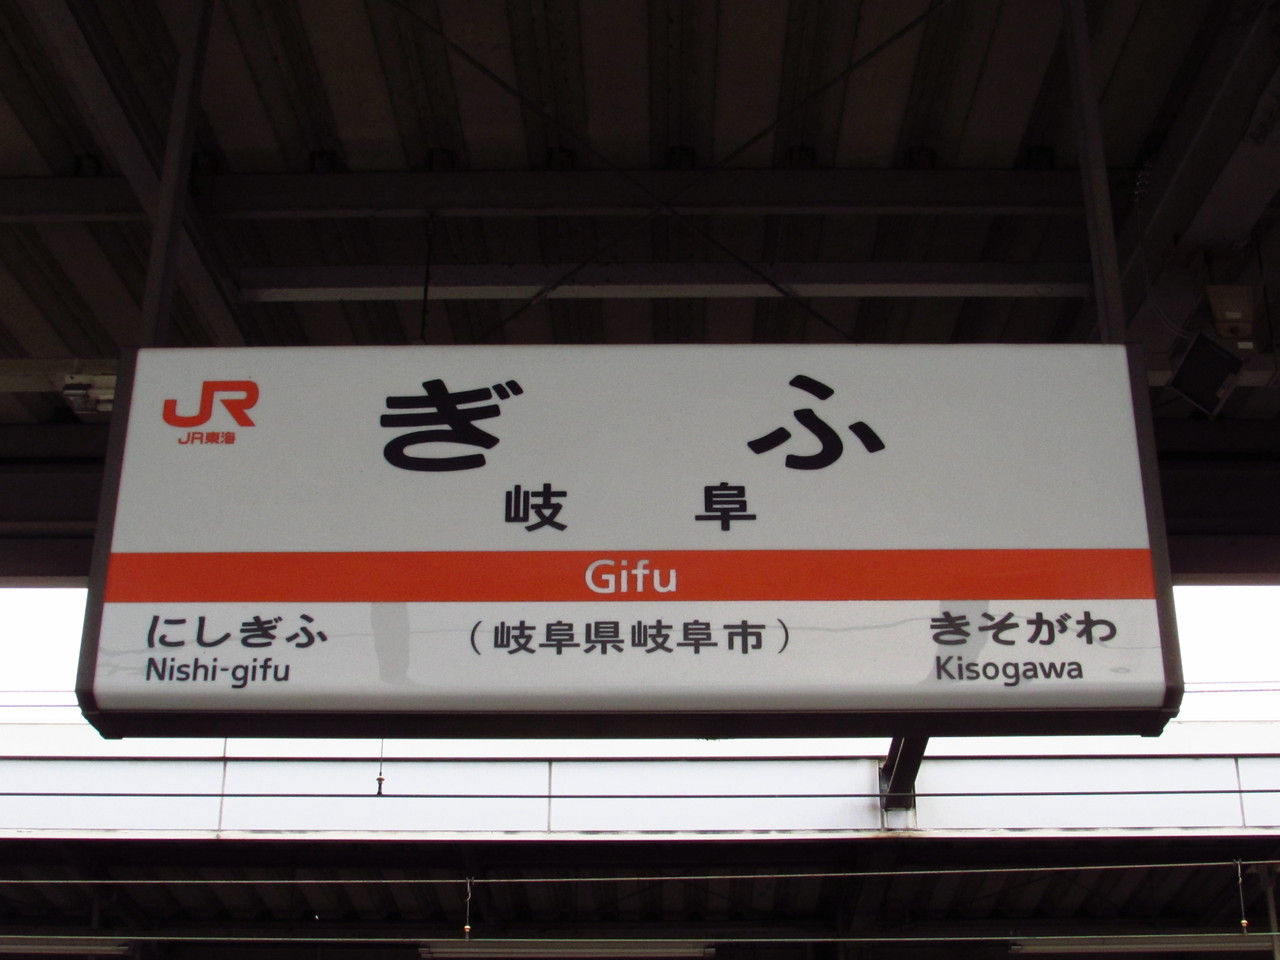 JR
JR東海
ぎふ
岐阜
Gifu
にしぎふ
Nishi-gifu
（岐阜県岐阜市）
きそがわ
Kisogawa